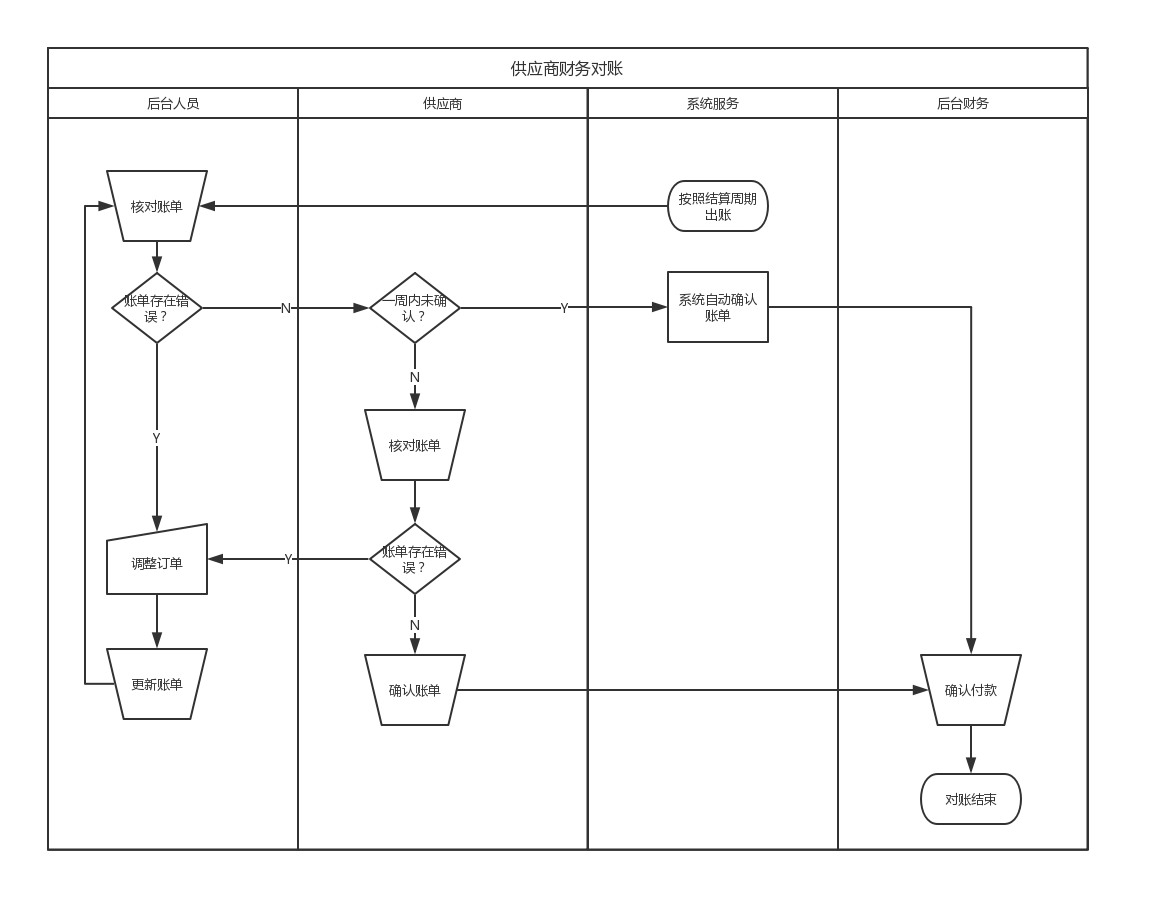 供应商财务对账
后台人员
供应商
系统服务
后台财务
核对账单
按照结算周期
出账
账单存在错
误？
N
一周内未确
认？
Y
系统自动确认
账单
N
Y
核对账单
调整订单
Y
账单存在错
误？
N
更新账单
确认账单
确认付款
对账结束